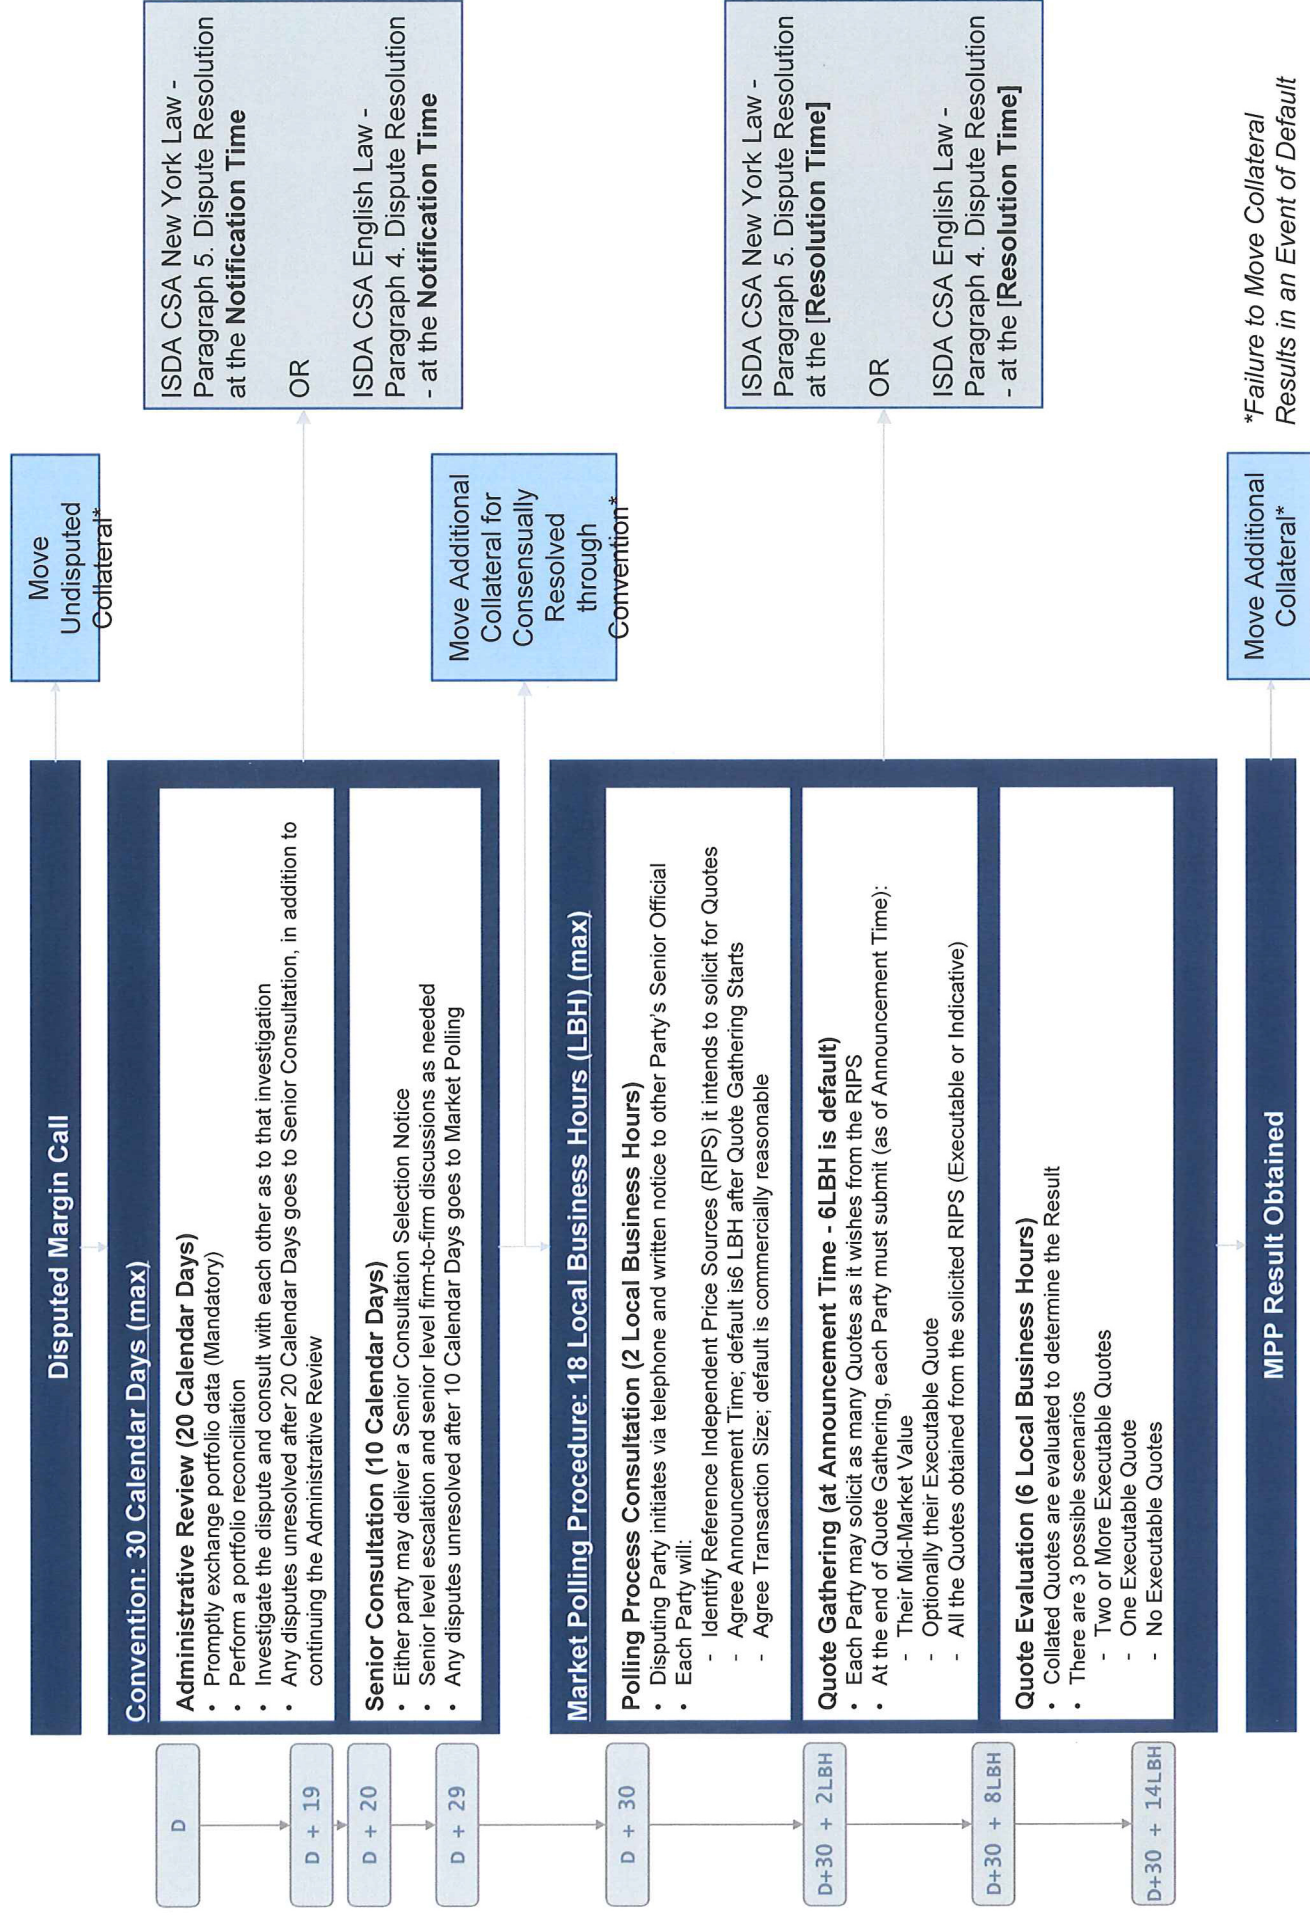 Disputed Margin Call
Move
Undisputed
Collateral*
Convention: 30 Calendar Days (max)
D
Administrative Review (20 Calendar Days)
• Promptly exchange portfolio data (Mandatory)
• Perform a portfolio reconciliation
• Investigate the dispute and consult with each other as to that investigation
• Any disputes unresolved after 20 Calendar Days goes to Senior Consultation, in addition to
continuing the Administrative Review
D + 19
ISDA CSA New York Law -
Paragraph 5. Dispute Resolution
at the Notification Time
OR
ISDA CSA English Law -
Paragraph 4. Dispute Resolution
- at the Notification Time
D + 20
Senior Consultation (10 Calendar Days)
• Either party may deliver a Senior Consultation Selection Notice
• Senior level escalation and senior level firm-to-firm discussions as needed
• Any disputes unresolved after 10 Calendar Days goes to Market Polling
D + 29
Move Additional
Collateral for
Consensually
Resolved
through
Convention*
Market Polling Procedure: 18 Local Business Hours (LBH) (max)
D + 30
Polling Process Consultation (2 Local Business Hours)
• Disputing Party initiates via telephone and written notice to other Party's Senior Official
• Each Party will:
- Identify Reference Independent Price Sources (RIPS) it intends to solicit for Quotes
- Agree Announcement Time; default is6 LBH after Quote Gathering Starts
- Agree Transaction Size; default is commercially reasonable
ISDA CSA New York Law -
Paragraph 5. Dispute Resolution
at the [Resolution Time]
OR
ISDA CSA English Law -
Paragraph 4. Dispute Resolution
- at the [Resolution Time]
D+30 + 2LBH
Quote Gathering (at Announcement Time - 6LBH is default)
• Each Party may solicit as many Quotes as it wishes from the RIPS
• At the end of Quote Gathering, each Party must submit (as of Announcement Time):
- Their Mid-Market Value
- Optionally their Executable Quote
- All the Quotes obtained from the solicited RIPS (Executable or Indicative)
D+30 + 8LBH
Quote Evaluation (6 Local Business Hours)
• Collated Quotes are evaluated to determine the Result
• There are 3 possible scenarios
- Two or More Executable Quotes
- One Executable Quote
- No Executable Quotes
D+30 + 14LBH
MPP Result Obtained
Move Additional
Collateral*
*Failure to Move Collateral
Results in an Event of Default